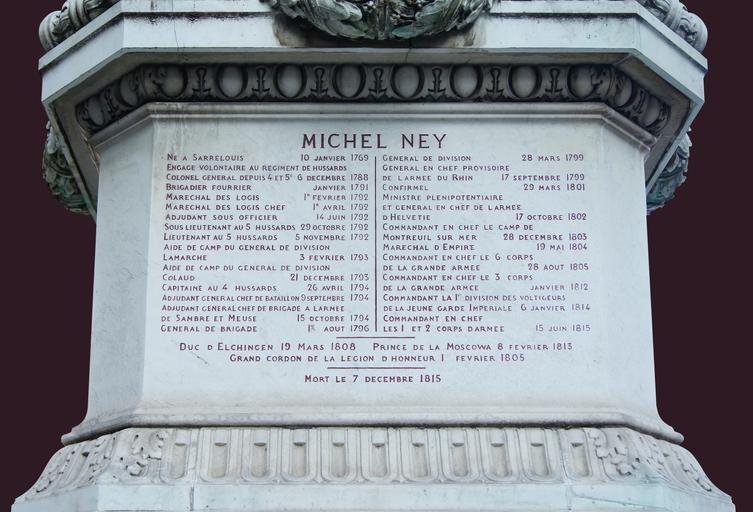 MICHEL NEY
NE A SARRELOUIS 10 JANVIER 1769
ENGAGE VOLONTAIRE AU REGIMENT DE HUSSARDS
COLONEL GENERAL DEPUIS 4 ET 5E 6 DECEMBRE 1788
BRIGADIER FOURRIER JANVIER 1791
MARECHAL DES LOGIS 1ER FEVRIER 1792
MARECHAL DES LOGIS CHEF 1ER AVRIL 1792
ADJUDANT SOUS OFFICIER 14 JUIN 1792
SOUS LIEUTENANT AU 5 HUSSARDS 29 OCTOBRE 1792
LIEUTENANT AU 5 HUSSARDS 5 NOVEMBRE 1792
AIDE DE CAMP DU GENERAL DE DIVISION
LAMARCHE 3 FEVRIER 1793
AIDE DE CAMP DU GENERAL DE DIVISION
COLAUD 21 DECEMBRE 1793
CAPITAINE AU 4 HUSSARDS 26 AVRIL 1794
ADJUDANT GENERAL CHEF DE BATAILLON 9 SEPTEMBRE 1794
ADJUDANT GENERAL CHEF DE BRIGADE A L ARMEE
DE SAMBRE ET MEUSE 15 OCTOBRE 1794
GENERAL DE BRIGADE 1ER AOUT 1796
GENERAL DE DIVISION 28 MARS 1799
GENERAL EN CHEF PROVISOIRE
DE L ARMEE DU RHIN 17 SEPTEMBRE 1799
CONFIRME L 29 MARS 1801
MINISTRE PLENIPOTENTIAIRE
ET GENERAL EN CHEF DE L ARMEE
D HELVETIE 17 OCTOBRE 1802
COMMANDANT EN CHEF LE CAMP DE
MONTREUIL SUR MER 28 DECEMBRE 1803
MARECHAL D EMPIRE 19 MAI 1804
COMMANDANT EN CHEF LE 6 CORPS
DE LA GRANDE ARMEE 28 AOUT 1805
COMMANDANT EN CHEF LE 3 CORPS
DE LA GRANDE ARMEE JANVIER 1812
COMMANDANT LA 1E DIVISION DES VOLTIGEURS
DE LA JEUNE GARDE IMPERIALE 6 JANVIER 1814
COMMANDANT EN CHEF
LES 1 ET 2 CORPS D ARMEE 15 JUIN 1815
DUC D ELCHINGEN 19 MARS 1808 PRINCE DE LA MOSCOWA 8 FEVRIER 1813
GRAND CORDON DE LA LEGION D HONNEUR 1 FEVRIER 1805
MORT LE 7 DECEMBRE 1815